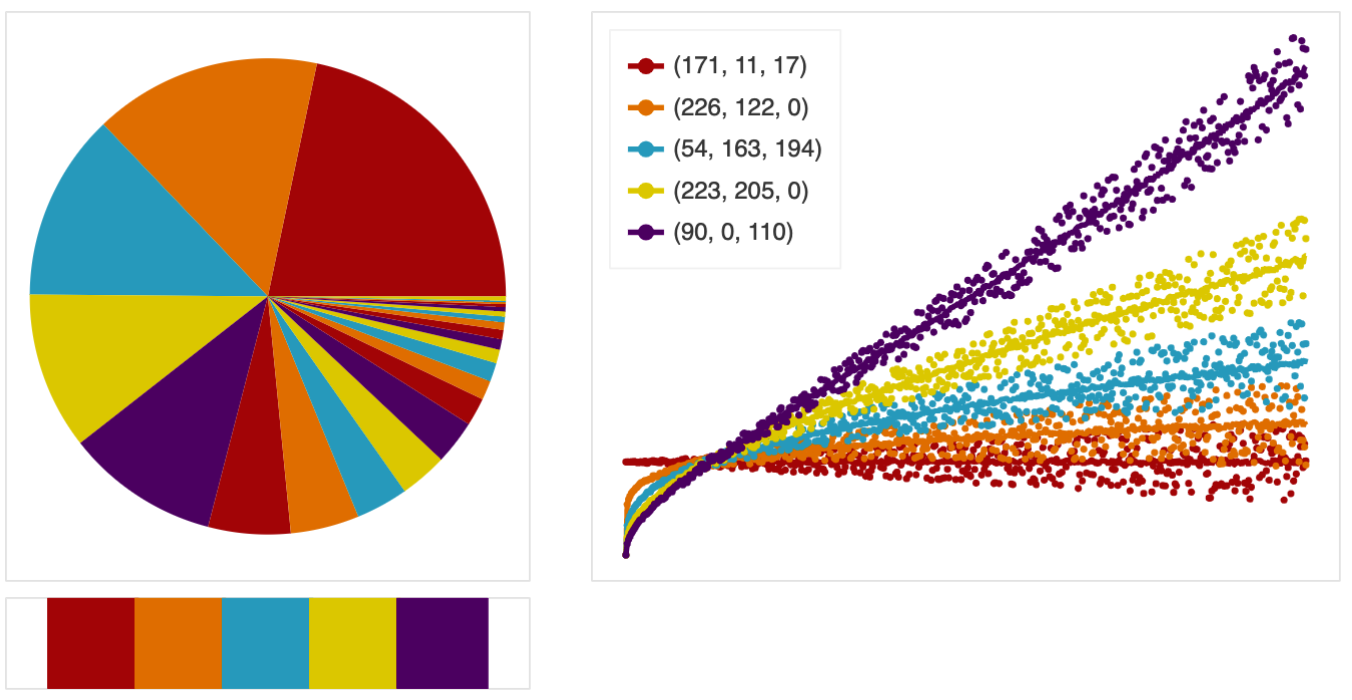 (171, 11, 17)
(226, 122, 0)
(54, 163, 194)
(223, 205, 0)
(90, 0, 110)